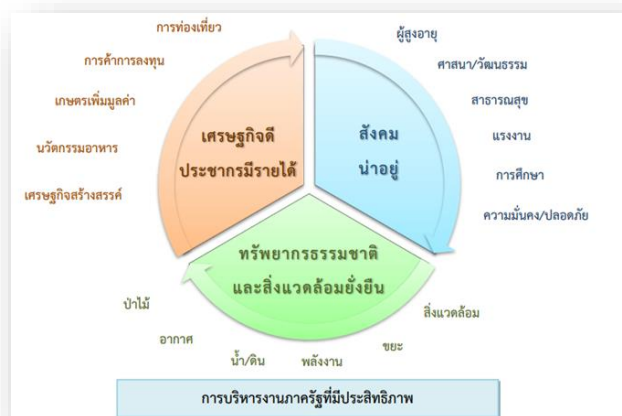 การท่องเที่ยว
การค้าการลงทุน
เกษตรเพิ่มมูลค่า
นวัตกรรมอาหาร
เศรษฐกิจสร้างสรรค์
เศรษฐกิจดี
ประชากรมีรายได้
ผู้สูงอายุ
ศาสนา/วัฒนธรรม
สาธารณสุข
แรงงาน
การศึกษา
ความมั่นคง/ปลอดภัย
สังคม
น่าอยู่
ทรัพยากรธรรมชาติ
และสิ่งแวดล้อมยั่งยืน
ป่าไม้
อากาศ
น้ำ/ดิน
พลังงาน
ขยะ
สิ่งแวดล้อม
การบริหารงานภาครัฐที่มีประสิทธิภาพ